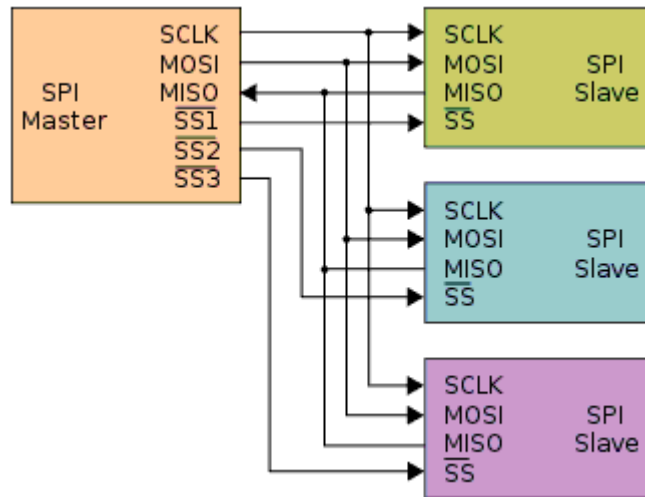 SCLK
MOSI
MISO
SS1
SS2
SS3
SPI
Master
SCLK
MOSI
MISO
SS
SPI
Slave
SCLK
MOSI
MISO
SS
SPI
Slave
SCLK
MOSI
MISO
SS
SPI
Slave